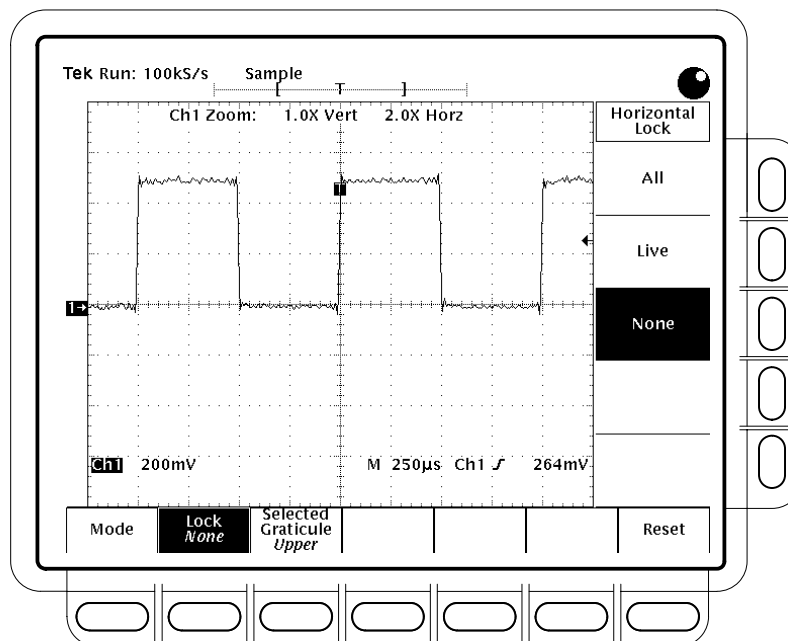 Tek Run: 100kS/s Sample
[ T ]
Ch1 Zoom: 1.0X Vert 2.0X Horz
T
1→
Ch1 200mV M 250µs Ch1 264mV
Horizontal
Lock
All
Live
None
Mode
Lock
None
Selected
Graticule
Upper
Reset